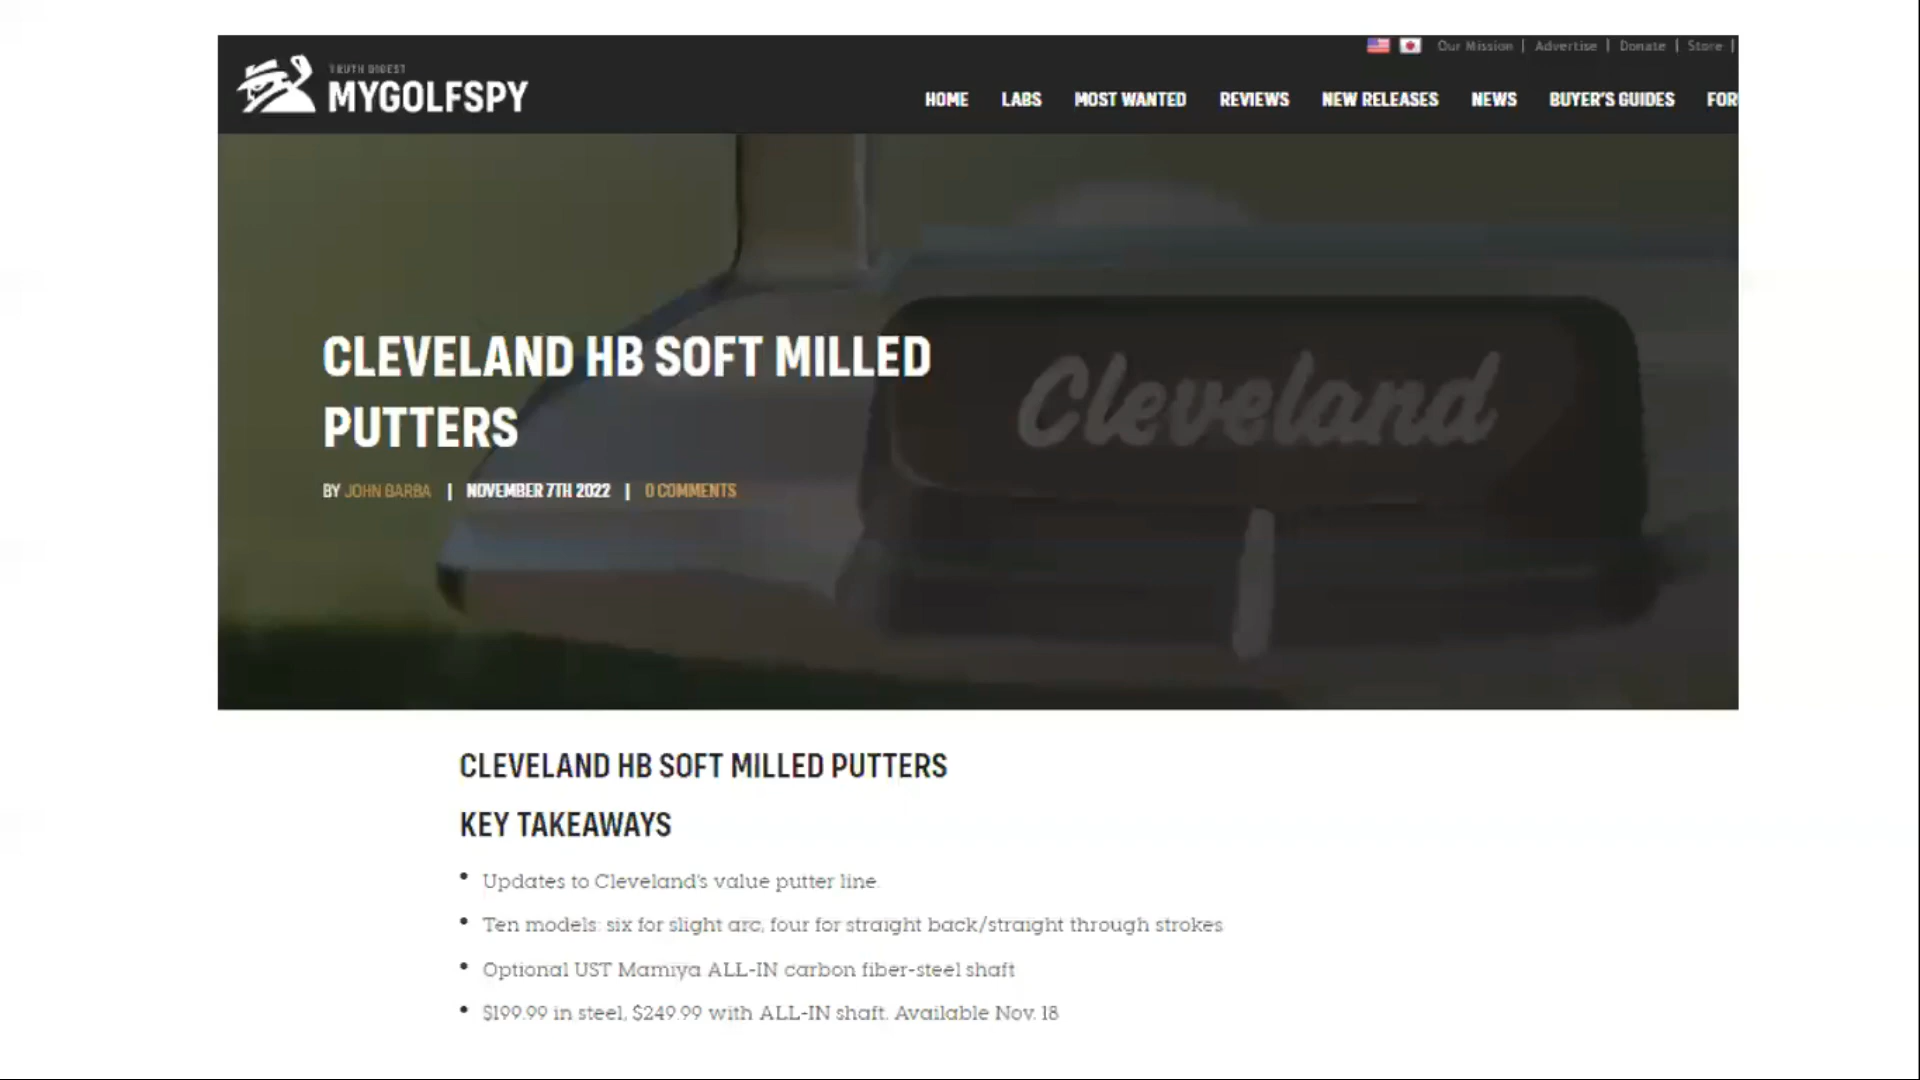 Our Mission | Advertise | Donate | Store |
TRUTH DIGEST
MYGOLFSPY
HOME LABS MOST WANTED REVIEWS NEW RELEASES NEWS BUYER'S GUIDES FOR
Cleveland
CLEVELAND HB SOFT MILLED
PUTTERS
BY JOHN BARBA | NOVEMBER 7TH 2022 | 0 COMMENTS
CLEVELAND HB SOFT MILLED PUTTERS
KEY TAKEAWAYS
• Updates to Cleveland's value putter line.
• Ten models: six for slight arc, four for straight back/straight through strokes
• Optional UST Mamiya ALL-IN carbon fiber-steel shaft
• $199.99 in steel, $249.99 with ALL-IN shaft. Available Nov. 18